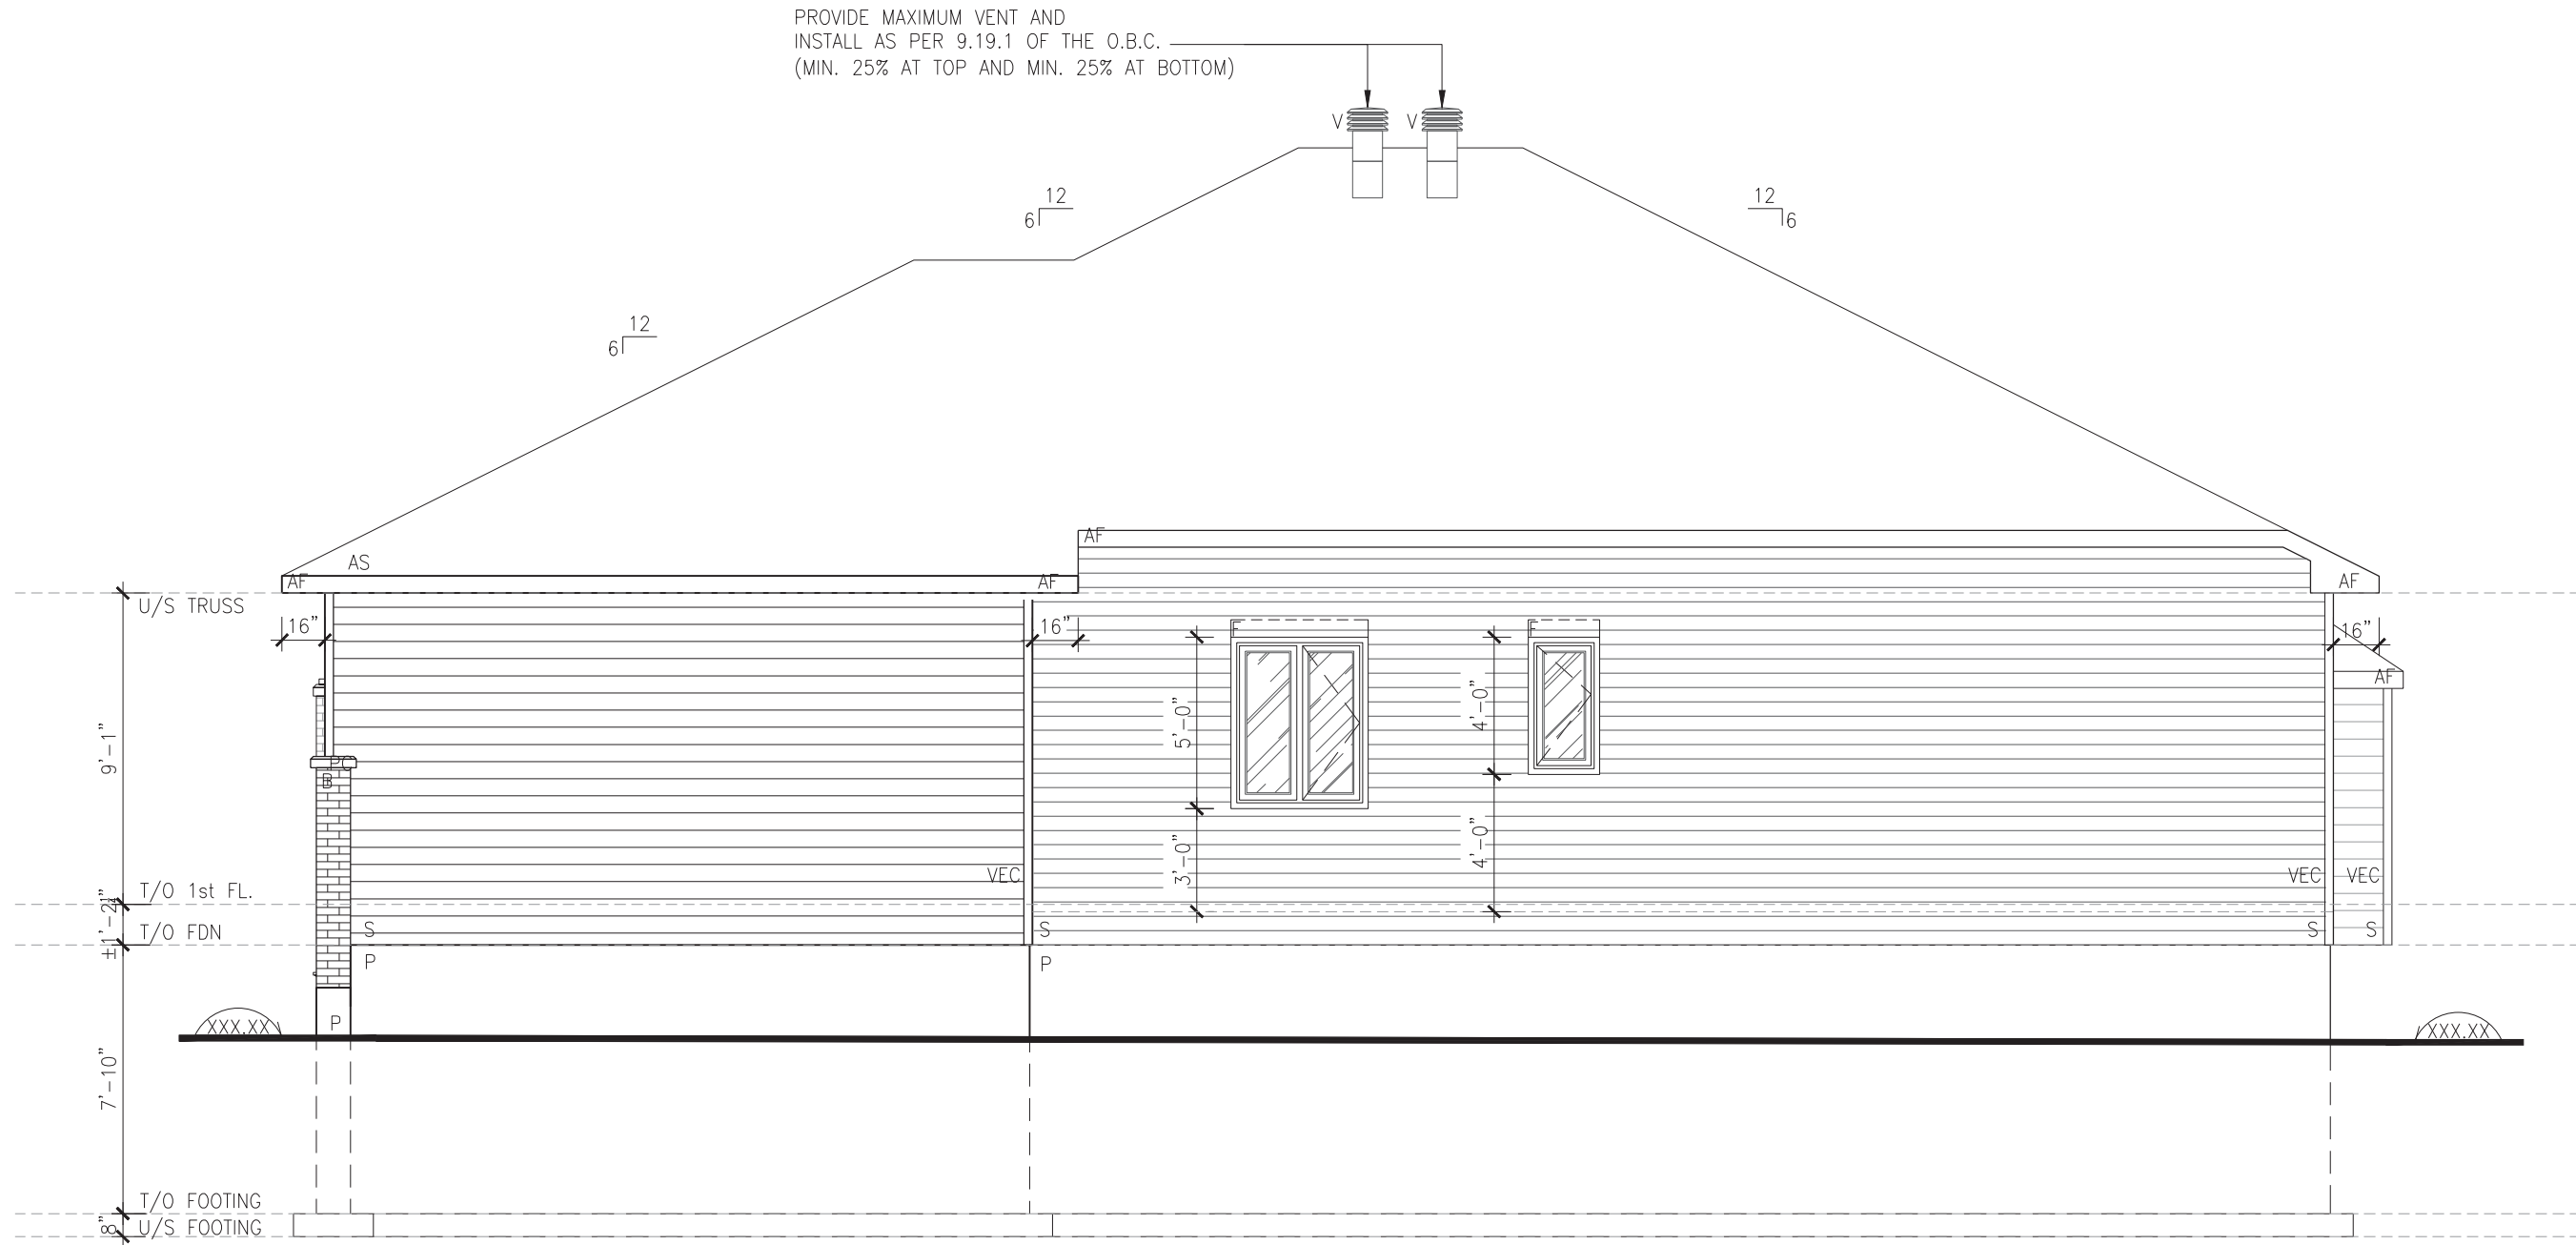 PROVIDE MAXIMUM VENT AND
INSTALL AS PER 9.19.1 OF THE O.B.C.
(MIN. 25% AT TOP AND MIN. 25% AT BOTTOM)
V
V
12
6
12
6
12
6
AF
AS
AF
AF
AF
U/S TRUSS
16"
16"
F
F
16"
AF
5'-0"
4'-0"
9'-1"
PC
B
3'-0"
4'-0"
VEC
VEC
VEC
T/O 1st FL.
T/O FDN
S
S
S
S
P
P
P
XXX.XX
XXX.XX
7'-10"
T/O FOOTING
8"
U/S FOOTING